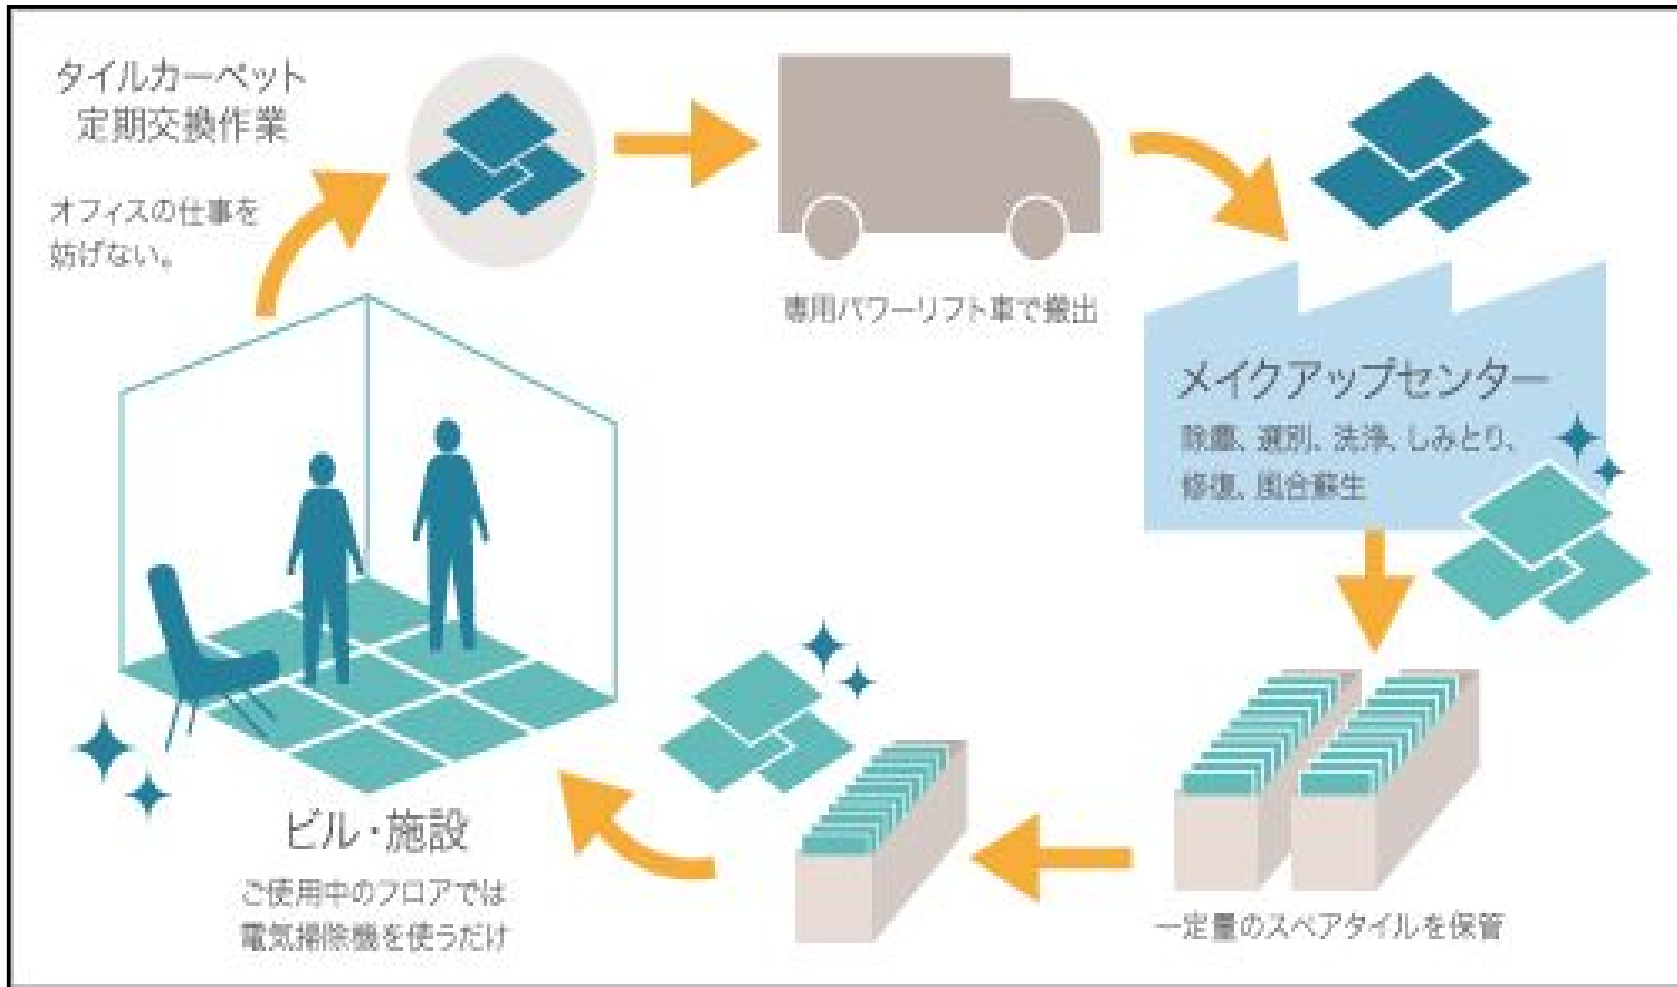 タイルカーペット
定期交換作業
オフィスの仕事を
妨げない。
専用パワーリフト車で搬出
メイクアップセンター
除塵、選別、洗浄、しみとり、
修復、風合蘇生
一定量のスペアタイルを保管
ビル・施設
ご使用中のフロアでは
電気掃除機を使うだけ